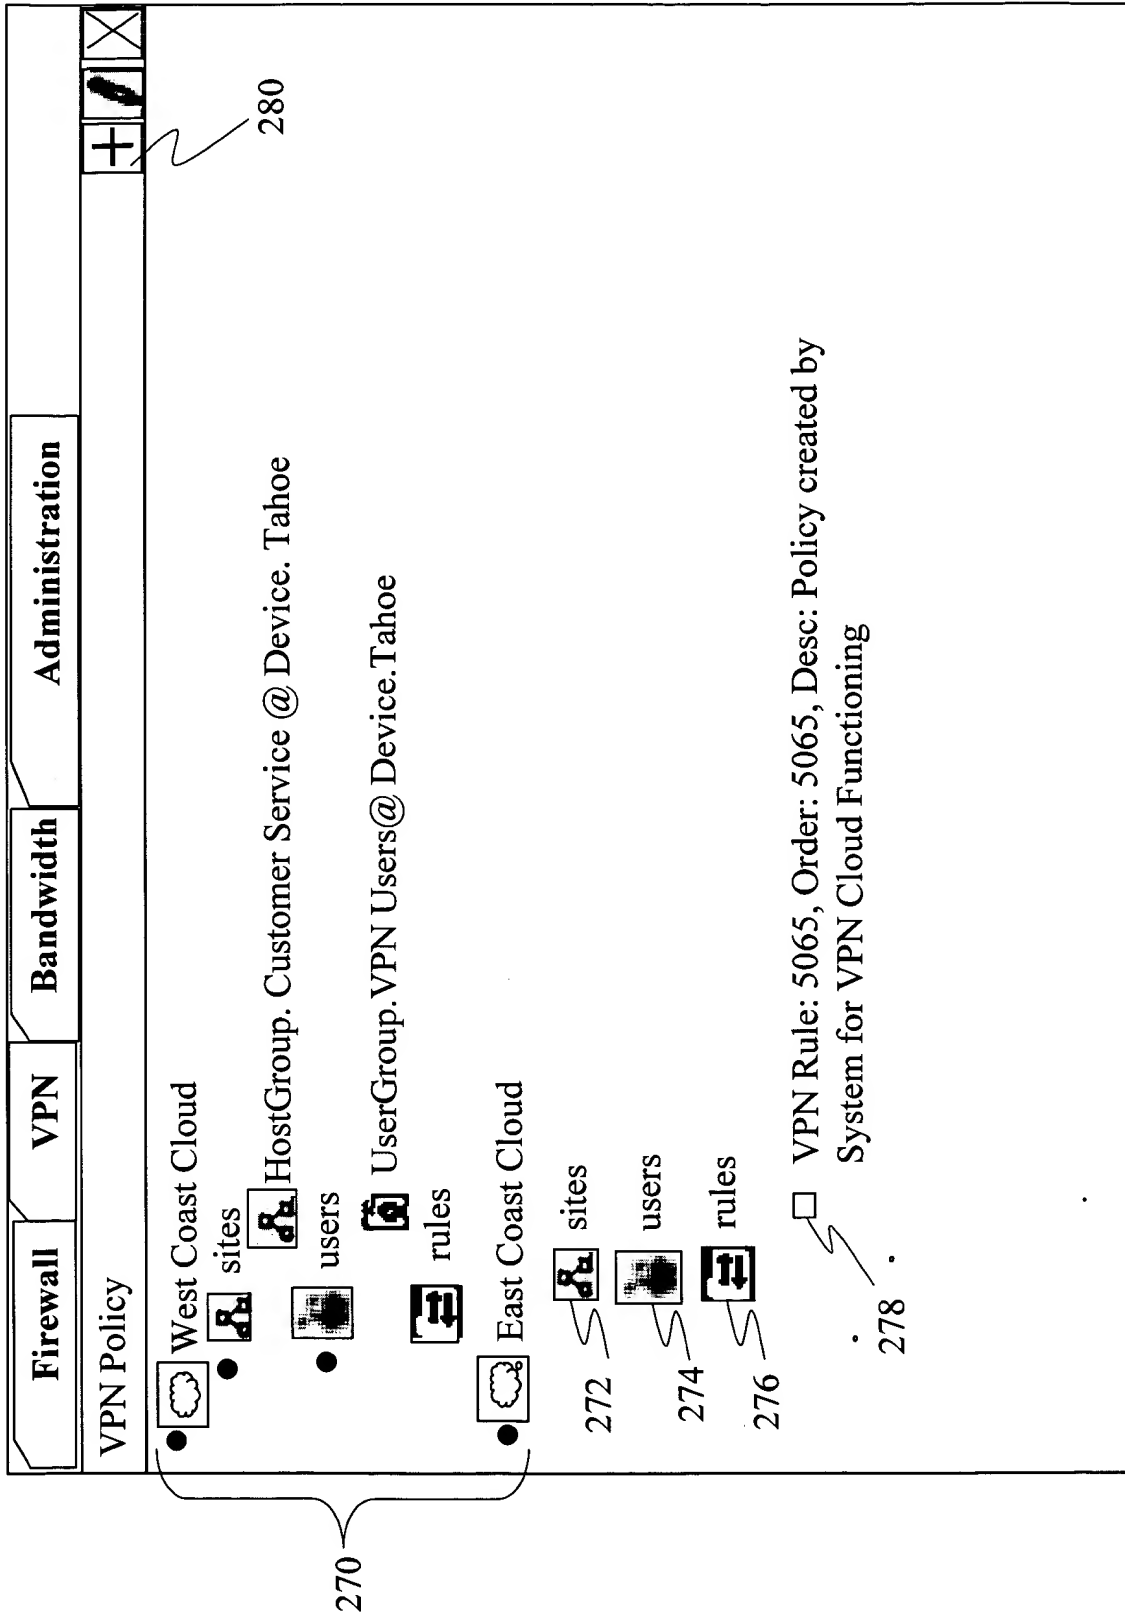 Firewall
VPN
Bandwidth
Administration
VPN Policy
280
West Coast Cloud
sites
HostGroup. Customer Service @ Device. Tahoe
users
UserGroup.VPN Users@ Device.Tahoe
rules
270
East Coast Cloud
272
sites
274
users
276
rules
278
VPN Rule: 5065, Order: 5065, Desc: Policy created by
System for VPN Cloud Functioning